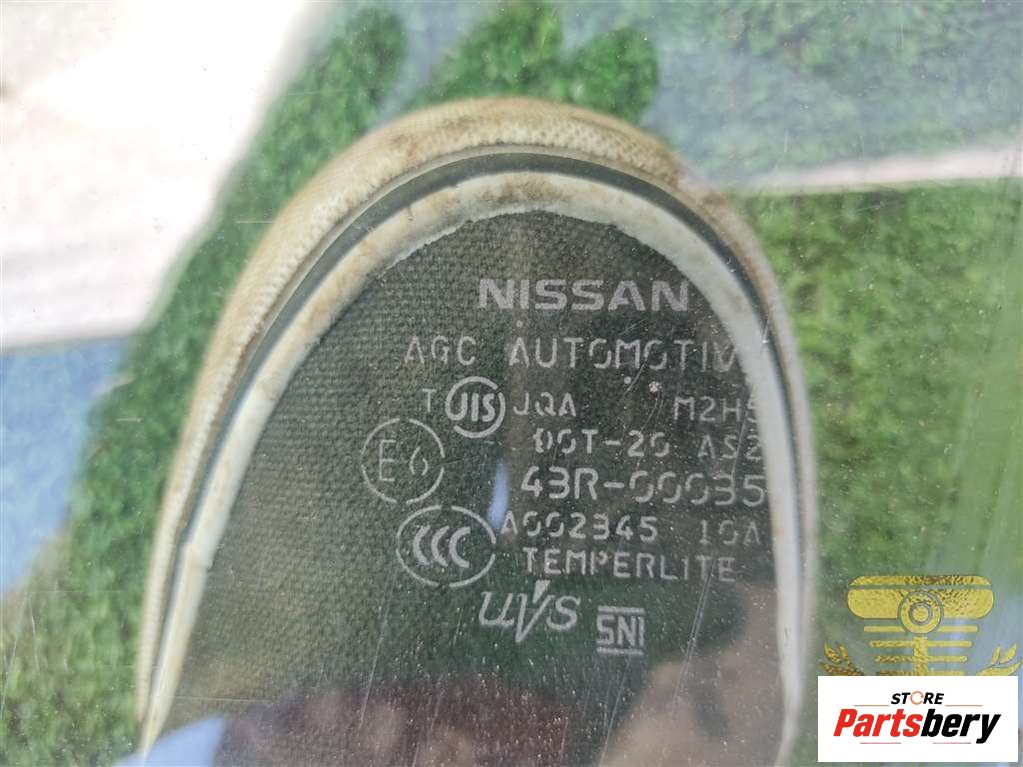 NISSAN
AGC AUTOMOTIV
T JIS JQA M2H5
DOT-20 AS2
E6
43R-00035
CCC
A002345 10A
TEMPERLITE
UVS
SNI
STORE
Partsbery